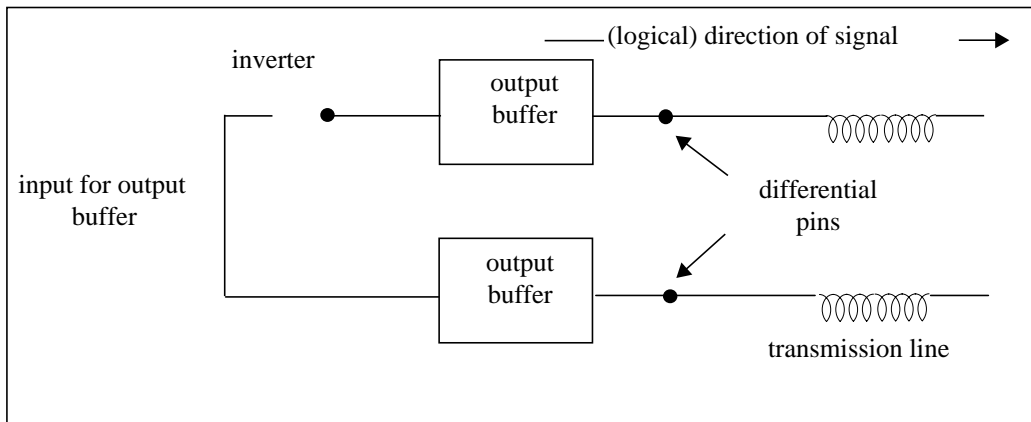 (logical) direction of signal
inverter
output
buffer
input for output
buffer
differential
pins
output
buffer
transmission line